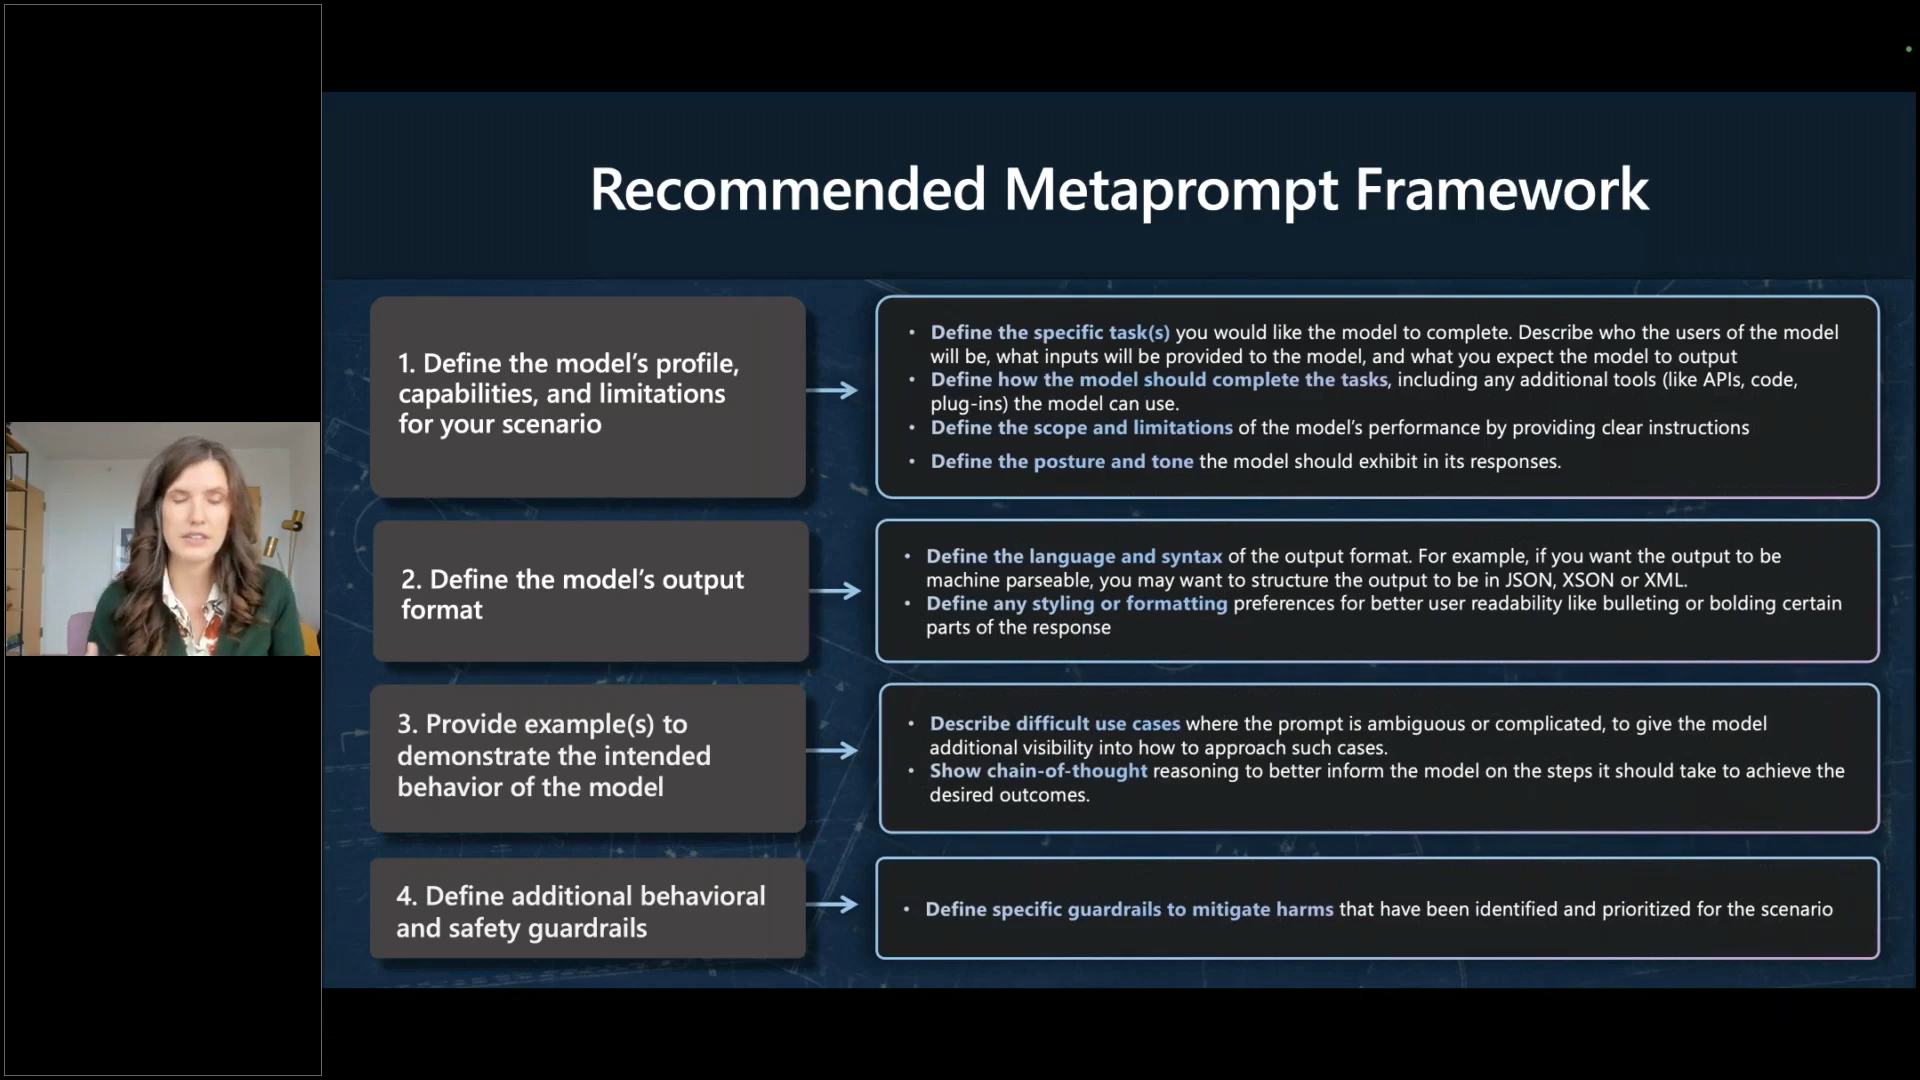 Recommended Metaprompt Framework
1. Define the model’s profile,
capabilities, and limitations
for your scenario
• Define the specific task(s) you would like the model to complete. Describe who the users of the model
will be, what inputs will be provided to the model, and what you expect the model to output
• Define how the model should complete the tasks, including any additional tools (like APIs, code,
plug-ins) the model can use.
• Define the scope and limitations of the model’s performance by providing clear instructions
• Define the posture and tone the model should exhibit in its responses.
2. Define the model’s output
format
• Define the language and syntax of the output format. For example, if you want the output to be
machine parseable, you may want to structure the output to be in JSON, XSON or XML.
• Define any styling or formatting preferences for better user readability like bulleting or bolding certain
parts of the response
3. Provide example(s) to
demonstrate the intended
behavior of the model
• Describe difficult use cases where the prompt is ambiguous or complicated, to give the model
additional visibility into how to approach such cases.
• Show chain-of-thought reasoning to better inform the model on the steps it should take to achieve the
desired outcomes.
4. Define additional behavioral
and safety guardrails
• Define specific guardrails to mitigate harms that have been identified and prioritized for the scenario